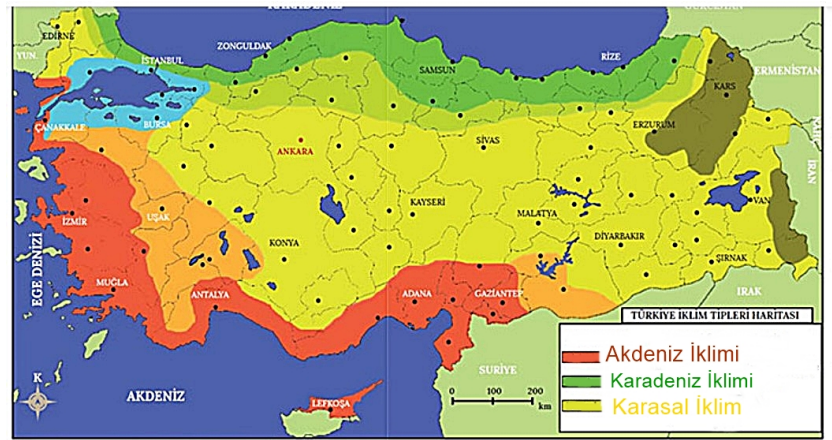 KARADENİZ
GÜRCİSTAN
EDİRNE
YUN.
İSTANBUL
ZONGULDAK
SAMSUN
RİZE
ERMENİSTAN
KARS
ÇANAKKALE
BURSA
ANKARA
SİVAS
ERZURUM
İRAN
İZMİR
UŞAK
KAYSERİ
MALATYA
VAN
KONYA
DİYARBAKIR
ŞIRNAK
EGE DENİZİ
MUĞLA
ANTALYA
ADANA
GAZİANTEP
IRAK
TÜRKİYE İKLİM TİPLERİ HARİTASI
SURİYE
Akdeniz İklimi
Karadeniz İklimi
Karasal İklim
K
AKDENİZ
LEFKOŞA
0 100 200
km